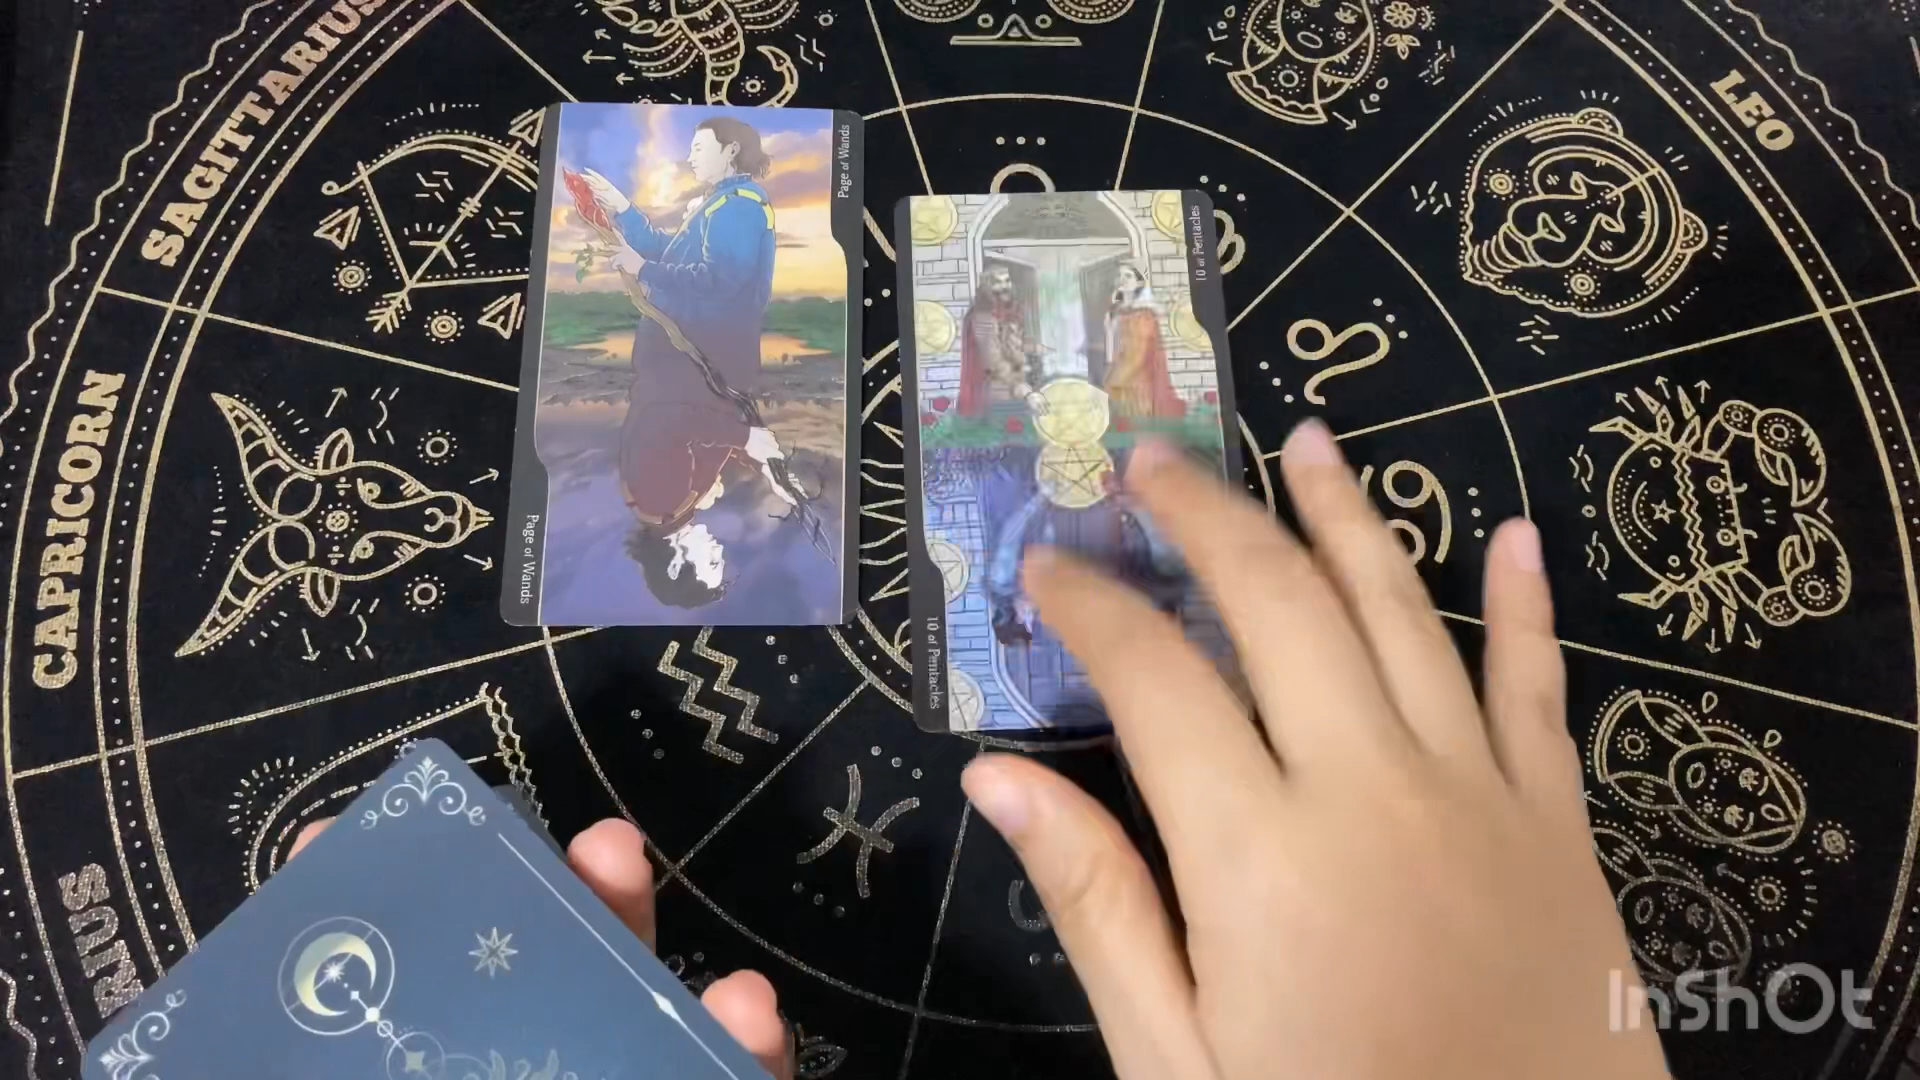 SAGITTARIUS
LEO
CAPRICORN
RIUS
Page of Wands
Page of Wands
10 of Pentacles
10 of Pentacles
InShOt